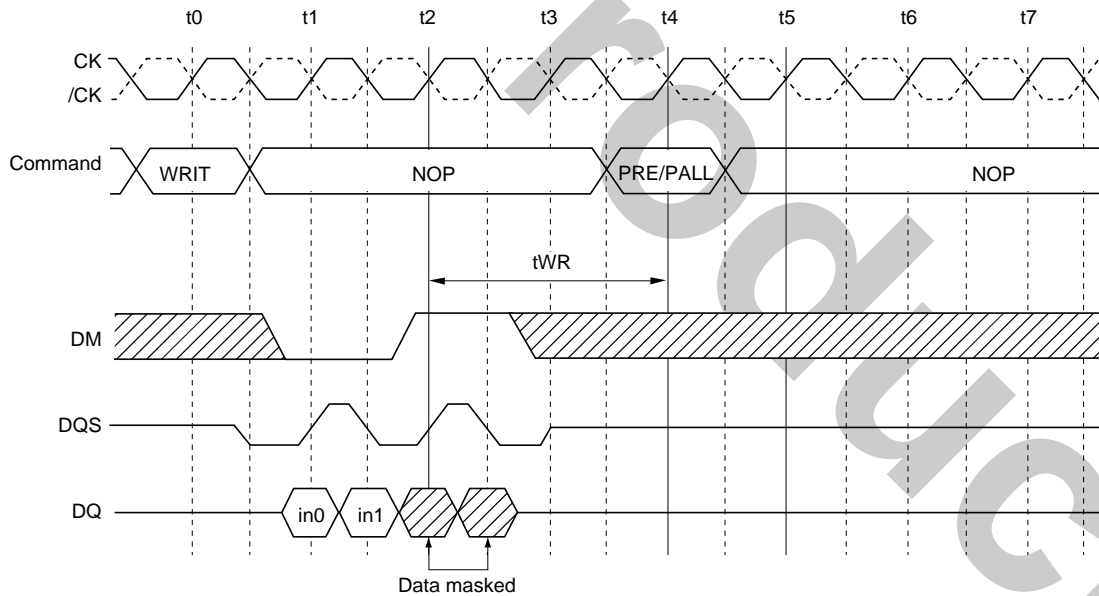 t0 t1 t2 t3 t4 t5 t6 t7
CK
/CK
Command WRIT NOP PRE/PALL NOP
tWR
DM
DQS
DQ in0 in1
Data masked
roduc